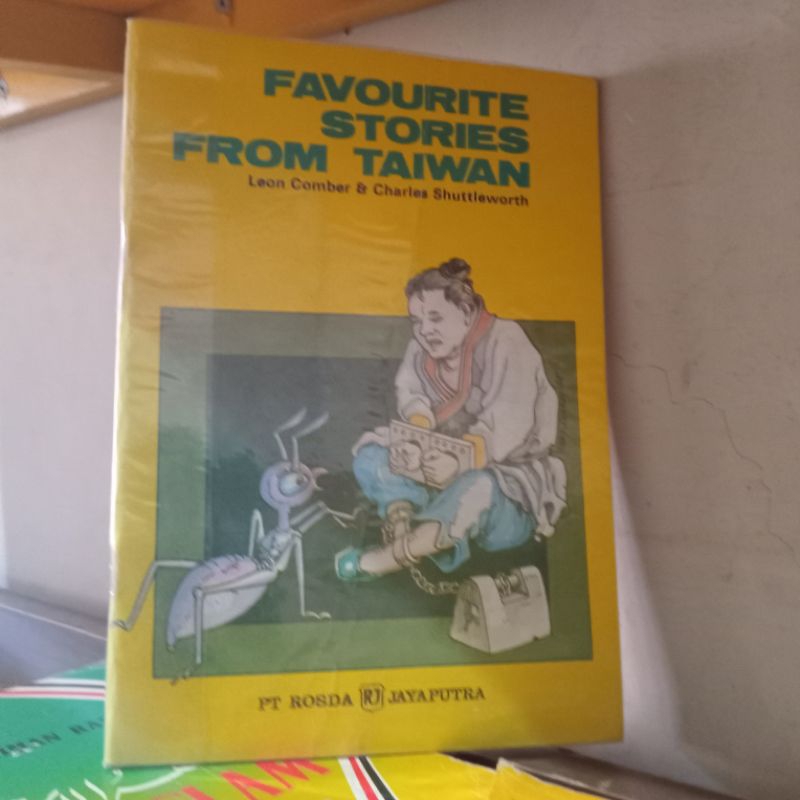 FAVOURITE
STORIES
FROM TAIWAN
Leon Comber & Charles Shuttleworth
PT ROSDA RJ JAYAPUTRA